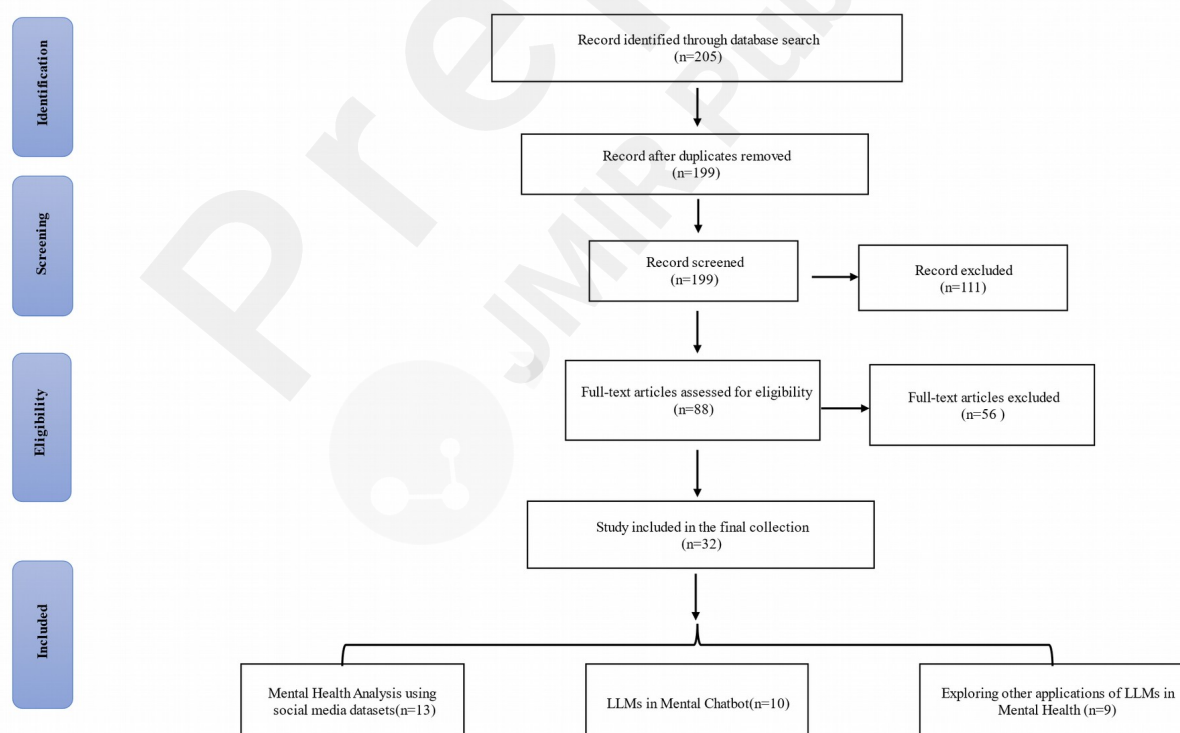 Identification
Record identified through database search
(n=205)
Record after duplicates removed
(n=199)
Screening
Record screened
(n=199)
Record excluded
(n=111)
Eligibility
Full-text articles assessed for eligibility
(n=88)
Full-text articles excluded
(n=56 )
Study included in the final collection
(n=32)
Included
Mental Health Analysis using
social media datasets(n=13)
LLMs in Mental Chatbot(n=10)
Exploring other applications of LLMs in
Mental Health (n=9)
Pre
JMIR Pub